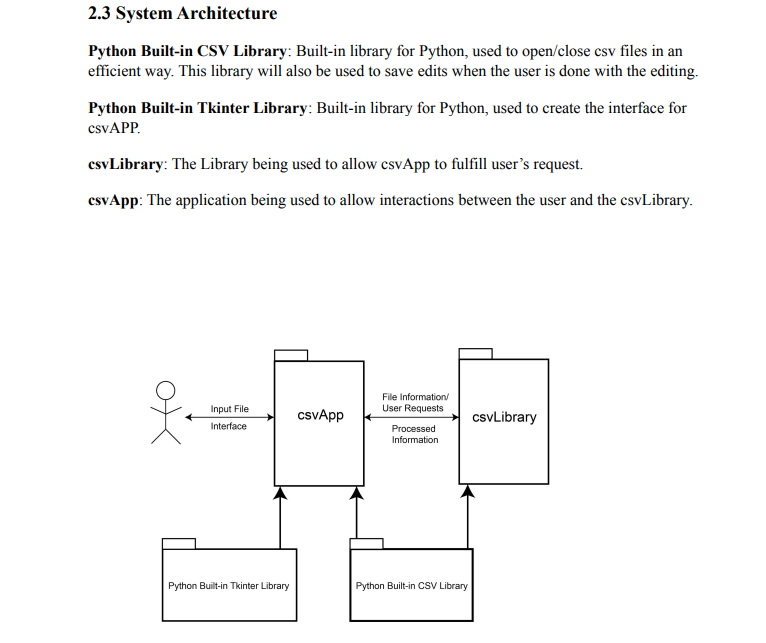 2.3 System Architecture
Python Built-in CSV Library: Built-in library for Python, used to open/close csv files in an
efficient way. This library will also be used to save edits when the user is done with the editing.
Python Built-in Tkinter Library: Built-in library for Python, used to create the interface for
csvAPP.
csvLibrary: The Library being used to allow csvApp to fulfill user’s request.
csvApp: The application being used to allow interactions between the user and the csvLibrary.
Input File
Interface
csvApp
File Information/
User Requests
Processed
Information
csvLibrary
Python Built-in Tkinter Library
Python Built-in CSV Library